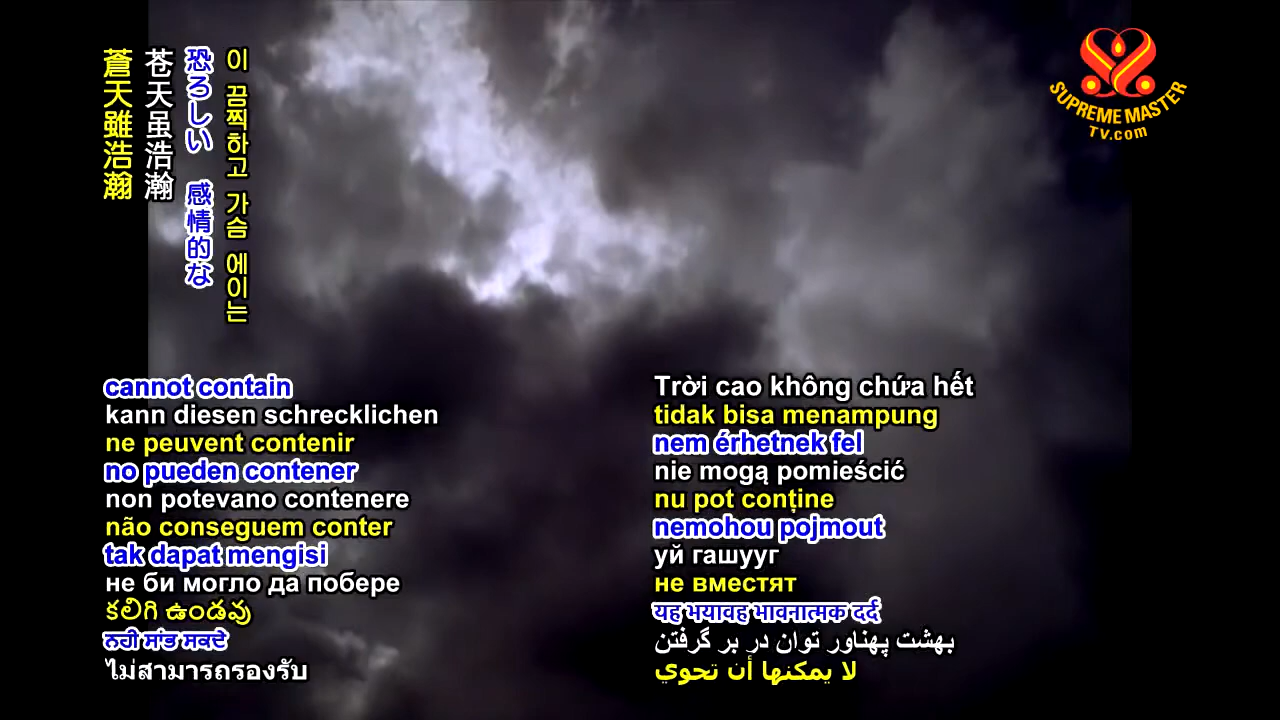 蒼天雖浩瀚
苍天虽浩瀚
恐ろしい 感情的な
이 끔찍하고 가슴 에이는
SUPREME MASTER
TV.com
cannot contain
kann diesen schrecklichen
ne peuvent contenir
no pueden contener
non potevano contenere
não conseguem conter
tak dapat mengisi
не би могло да побере
కలిగి ఉండవు
ਨਹੀ ਸਾਂਭ ਸਕਦੇ
ไม่สามารถรองรับ
Trời cao không chứa hết
tidak bisa menampung
nem érhetnek fel
nie mogą pomieścić
nu pot conține
nemohou pojmout
уй гашууг
не вместят
यह भयावह भावनात्मक दर्द
بهشت پهناور توان در بر گرفتن
لا يمكنها أن تحوي